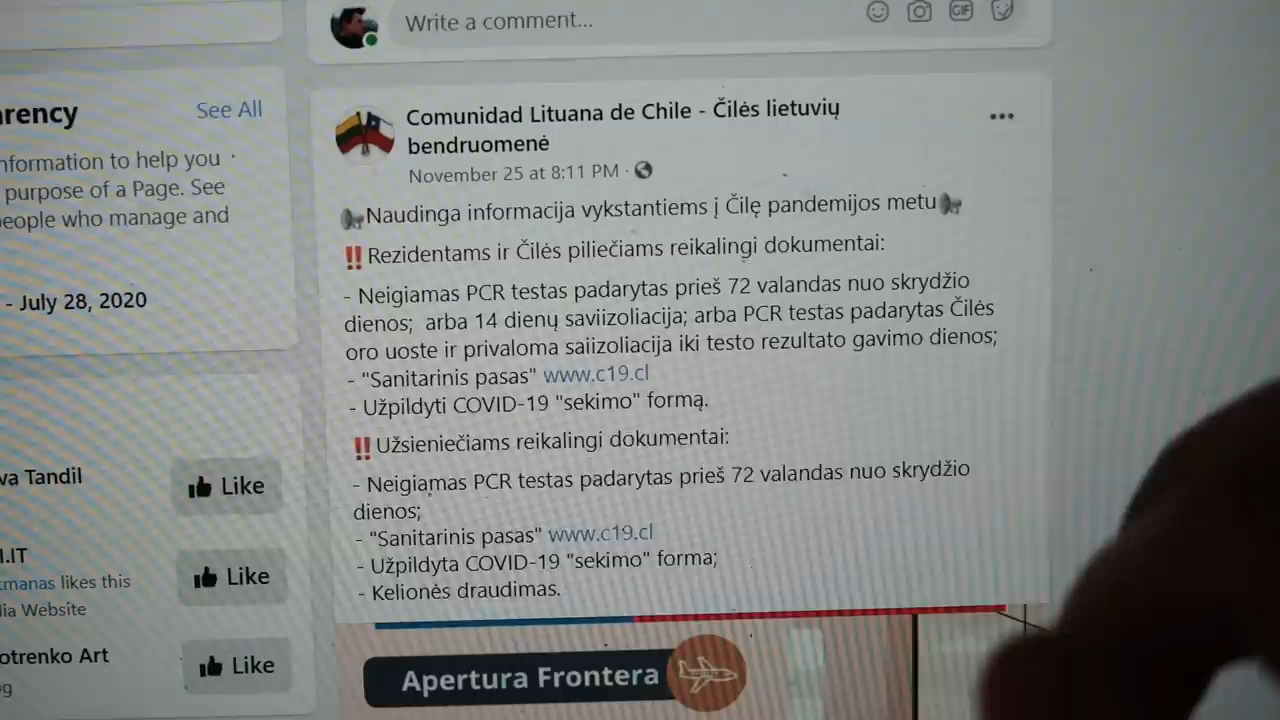 Write a comment...
GIF
See All
information to help you
purpose of a Page. See
people who manage and
- July 28, 2020
Tandil
Like
likes this
Website
Like
Art
Like
Comunidad Lituana de Chile - Čilės lietuvių
bendruomenė
November 25 at 8:11 PM ·
Naudinga informacija vykstantiems į Čilę pandemijos metu
‼Rezidentams ir Čilės piliečiams reikalingi dokumentai:
- Neigiamas PCR testas padarytas prieš 72 valandas nuo skrydžio
dienos; arba 14 dienų saviizoliacija; arba PCR testas padarytas Čilės
oro uoste ir privaloma saiizoliacija iki testo rezultato gavimo dienos;
- "Sanitarinis pasas" www.c19.cl
- Užpildyti COVID-19 "sekimo" formą.
‼Užsieniečiams reikalingi dokumentai:
- Neigiamas PCR testas padarytas prieš 72 valandas nuo skrydžio
dienos;
- "Sanitarinis pasas" www.c19.cl
- Užpildyta COVID-19 "sekimo" forma;
- Kelionės draudimas.
Apertura Frontera